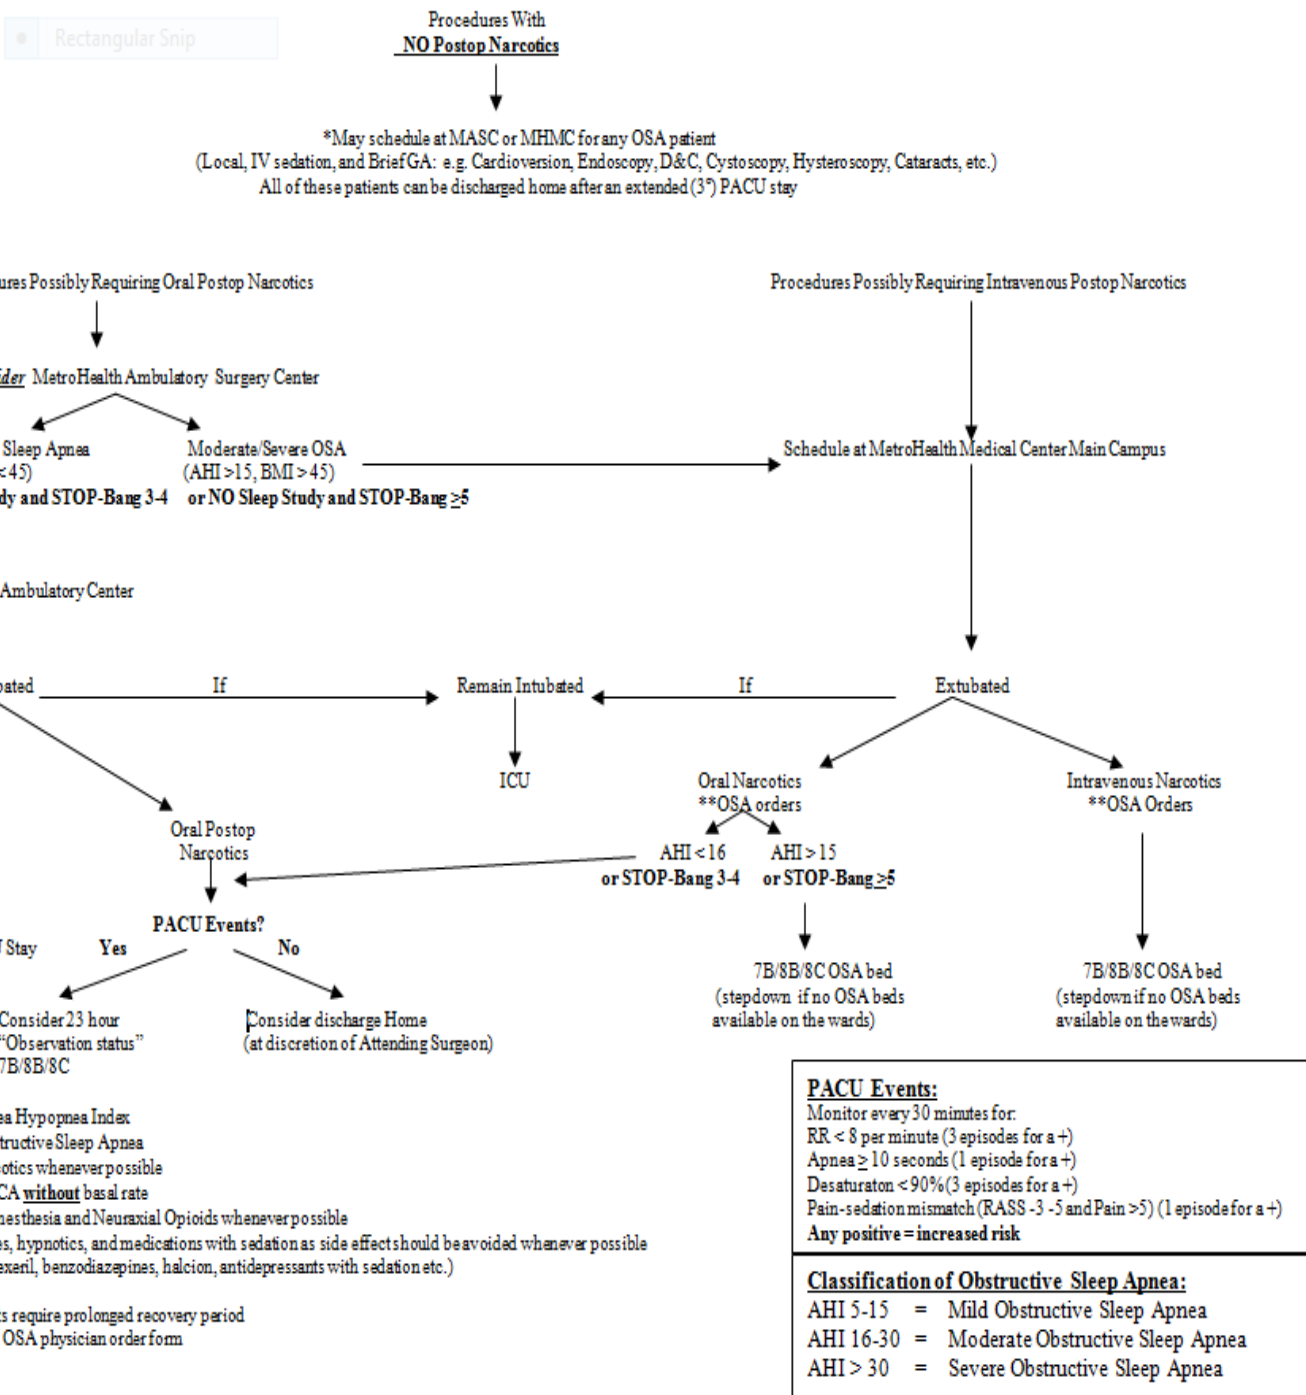 Rectangular Snip
Procedures With
NO Postop Narcotics
*May schedule at MASC or MHMC for any OSA patient
(Local, IV sedation, and Brief GA: e.g. Cardioversion, Endoscopy, D&C, Cystoscopy, Hysteroscopy, Cataracts, etc.)
All of these patients can be discharged home after an extended (3°) PACU stay
ures Possibly Requiring Oral Postop Narcotics
Procedures Possibly Requiring Intravenous Postop Narcotics
ider MetroHealth Ambulatory Surgery Center
Sleep Apnea
< 45)
dy and STOP-Bang 3-4
Moderate/Severe OSA
(AHI >15, BMI > 45)
or NO Sleep Study and STOP-Bang ≥5
Schedule at MetroHealth Medical Center Main Campus
Ambulatory Center
bated
If
Remain Intubated
If
Extubated
ICU
Oral Narcotics
**OSA orders
Intravenous Narcotics
**OSA Orders
Oral Postop
Narcotics
AHI < 16
or STOP-Bang 3-4
AHI > 15
or STOP-Bang ≥5
PACU Events?
J Stay
Yes
No
7B/8B/8C OSA bed
(stepdown if no OSA beds
available on the wards)
7B/8B/8C OSA bed
(stepdown if no OSA beds
available on the wards)
Consider 23 hour
"Observation status"
7B/8B/8C
Consider discharge Home
(at discretion of Attending Surgeon)
ea Hypopnea Index
tructive Sleep Apnea
otics whenever possible
CA without basal rate
nesthesia and Neuraxial Opioids whenever possible
es, hypnotics, and medications with sedation as side effect should be avoided whenever possible
exeril, benzodiazepines, halcion, antidepressants with sedation etc.)
ts require prolonged recovery period
OSA physician order form
PACU Events:
Monitor every 30 minutes for:
RR < 8 per minute (3 episodes for a +)
Apnea ≥ 10 seconds (1 episode for a +)
Desaturaton < 90% (3 episodes for a +)
Pain-sedation mismatch (RASS -3 -5 and Pain >5) (1 episode for a +)
Any positive = increased risk
Classification of Obstructive Sleep Apnea:
AHI 5-15 = Mild Obstructive Sleep Apnea
AHI 16-30 = Moderate Obstructive Sleep Apnea
AHI > 30 = Severe Obstructive Sleep Apnea